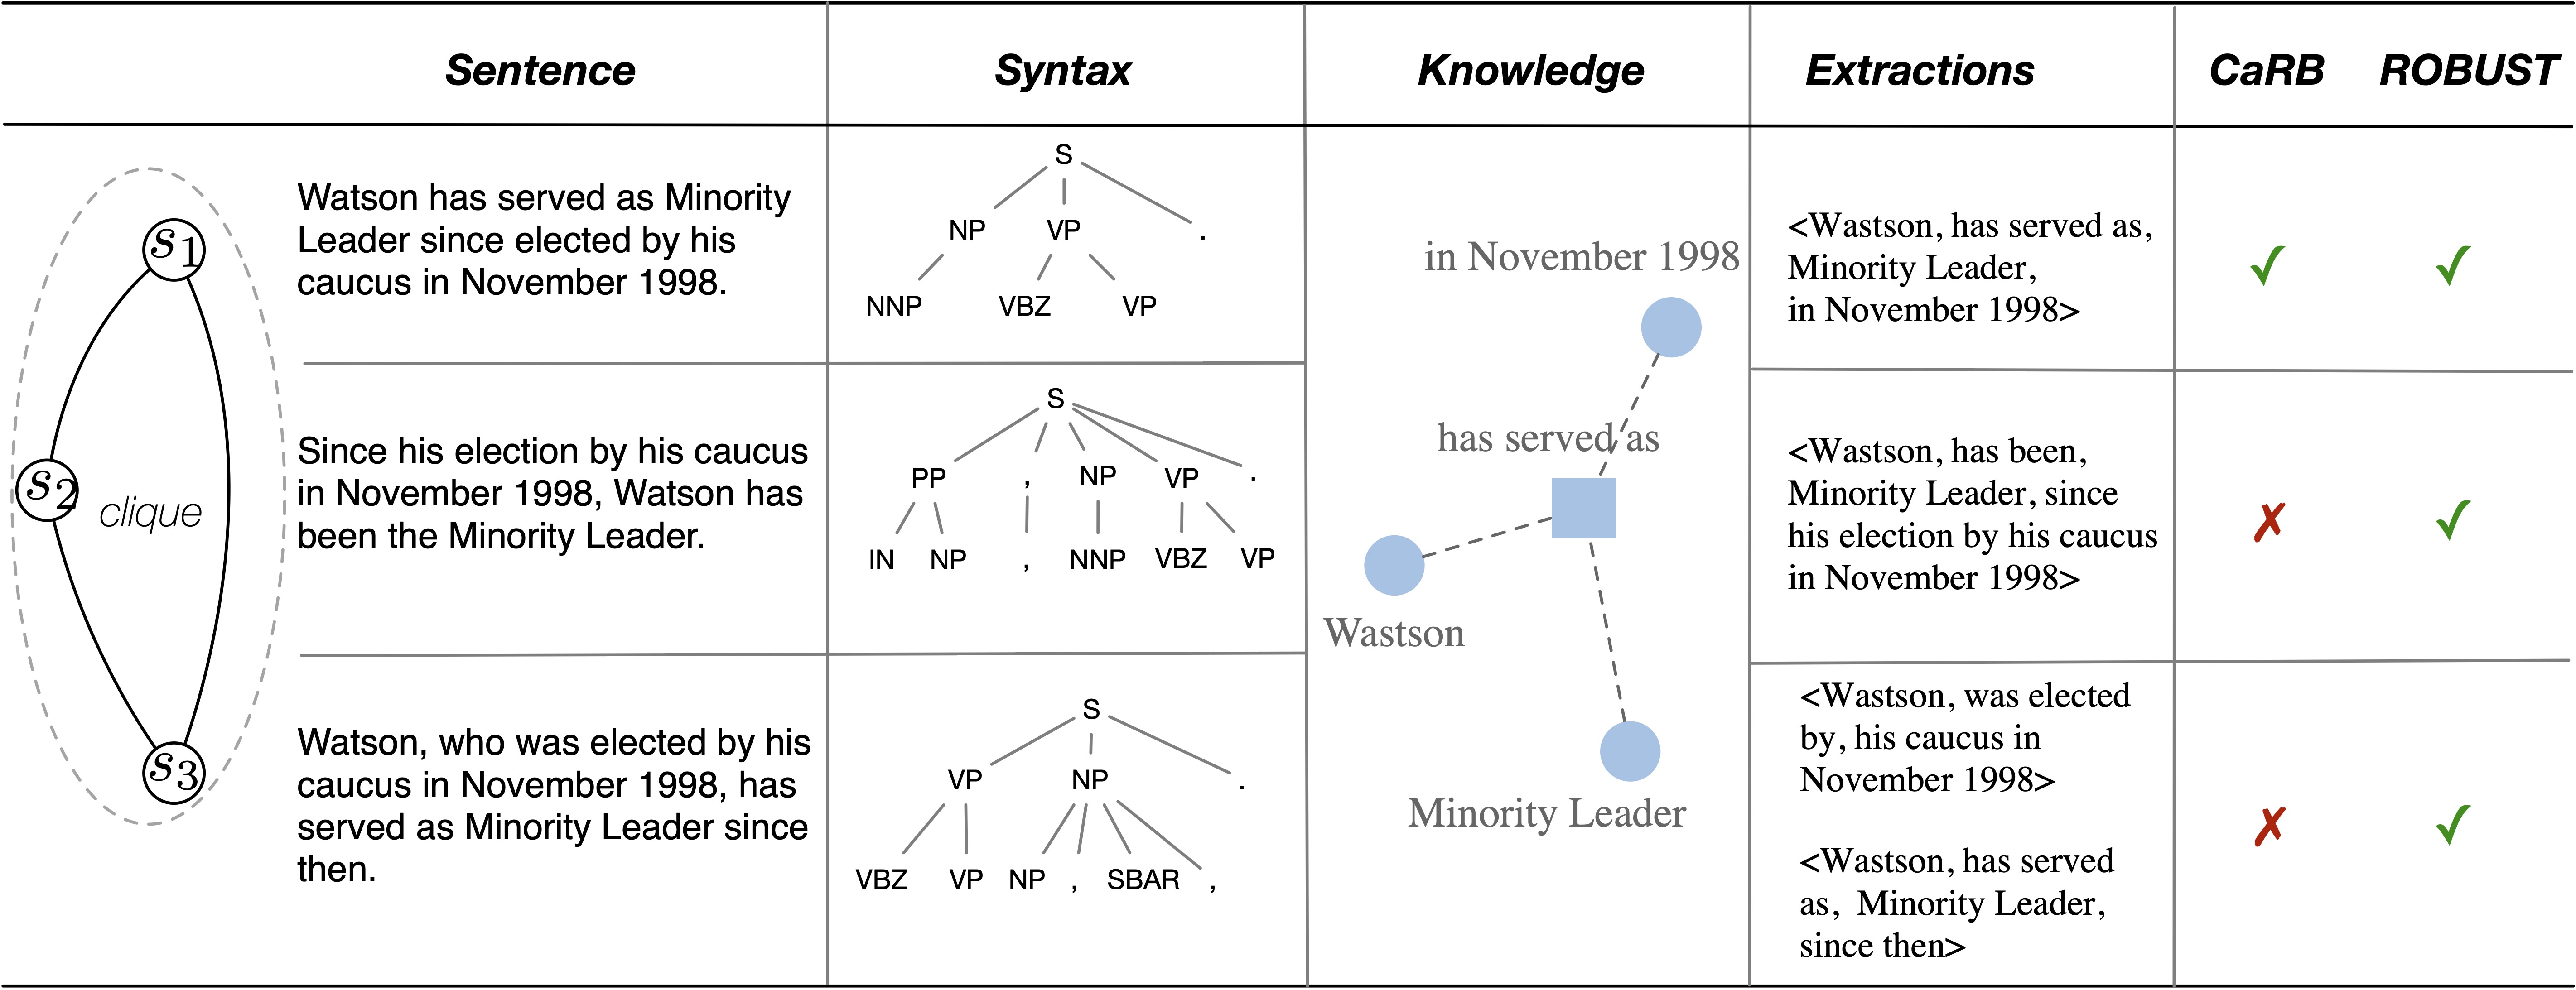 Sentence Syntax Knowledge Extractions CaRB ROBUST
s1
Watson has served as Minority
Leader since elected by his
caucus in November 1998.
S
NP VP .
NNP VBZ VP
s2
clique
Since his election by his caucus
in November 1998, Watson has
been the Minority Leader.
S
PP , NP VP .
IN NP , NNP VBZ VP
s3
Watson, who was elected by his
caucus in November 1998, has
served as Minority Leader since
then.
S
VP NP .
VBZ VP NP , SBAR ,
in November 1998
has served as
Wastson
Minority Leader
<Wastson, has served as,
Minority Leader,
in November 1998>
✓ ✓
<Wastson, has been,
Minority Leader, since
his election by his caucus
in November 1998>
✗ ✓
<Wastson, was elected
by, his caucus in
November 1998>
<Wastson, has served
as, Minority Leader,
since then>
✗ ✓